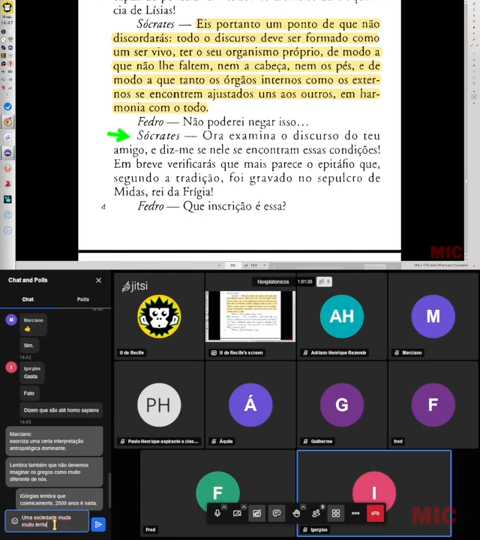 cia de Lísias!
Sócrates — Eis portanto um ponto de que não
discordarás: todo o discurso deve ser formado como
um ser vivo, ter o seu organismo próprio, de modo a
que não lhe faltem, nem a cabeça, nem os pés, e de
modo a que tanto os órgãos internos como os exter-
nos se encontrem ajustados uns aos outros, em har-
monia com o todo.
Fedro — Não poderei negar isso...
Sócrates — Ora examina o discurso do teu
amigo, e diz-me se nele se encontram essas condições!
Em breve verificarás que mais parece o epitáfio que,
segundo a tradição, foi gravado no sepulcro de
Midas, rei da Frígia!
d
Fedro — Que inscrição é essa?
MIC
Chat and Polls
Chat
Polls
M
Marciano
Sim.
14:42
I
Igorgius
Gusta
Fato
Dizem que são até homo sapiens
14:45
Marciano:
exorciza uma certa interpretação
antropológica dominante.
Lembra também que não devemos
imaginar os gregos como muito
diferente de nós.
iGórgias lembra que
cosmicamente, 2500 anos é nada.
Uma sociedade muda
muito lenta
jitsi
Neoplatonicos
1:01:38
U de Recife
U de Recife's screen
AH
Adriano Henrique Rezende
M
Marciano
PH
Paulo Henrique aspirante a clas...
Á
Árquila
G
Guilherme
F
fred
F
Fred
I
Igorgius
MIC